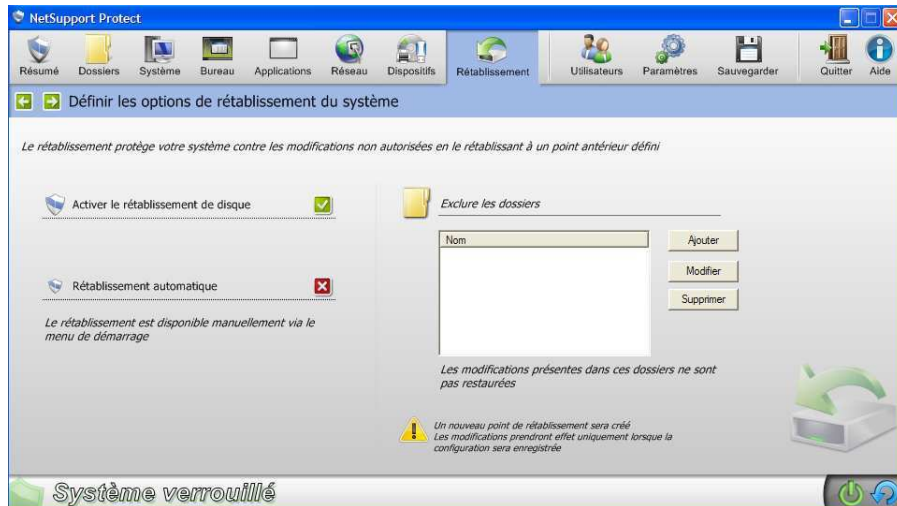 NetSupport Protect
Résumé Dossiers Système Bureau Applications Réseau Dispositifs Rétablissement Utilisateurs Paramètres Sauvegarder Quitter Aide
Définir les options de rétablissement du système
Le rétablissement protège votre système contre les modifications non autorisées en le rétablissant à un point antérieur défini
Activer le rétablissement de disque
Rétablissement automatique
Le rétablissement est disponible manuellement via le
menu de démarrage
Exclure les dossiers
Nom
Ajouter
Modifier
Supprimer
Les modifications présentes dans ces dossiers ne sont
pas restaurées
Un nouveau point de rétablissement sera créé
Les modifications prendront effet uniquement lorsque la
configuration sera enregistrée
Système verrouillé